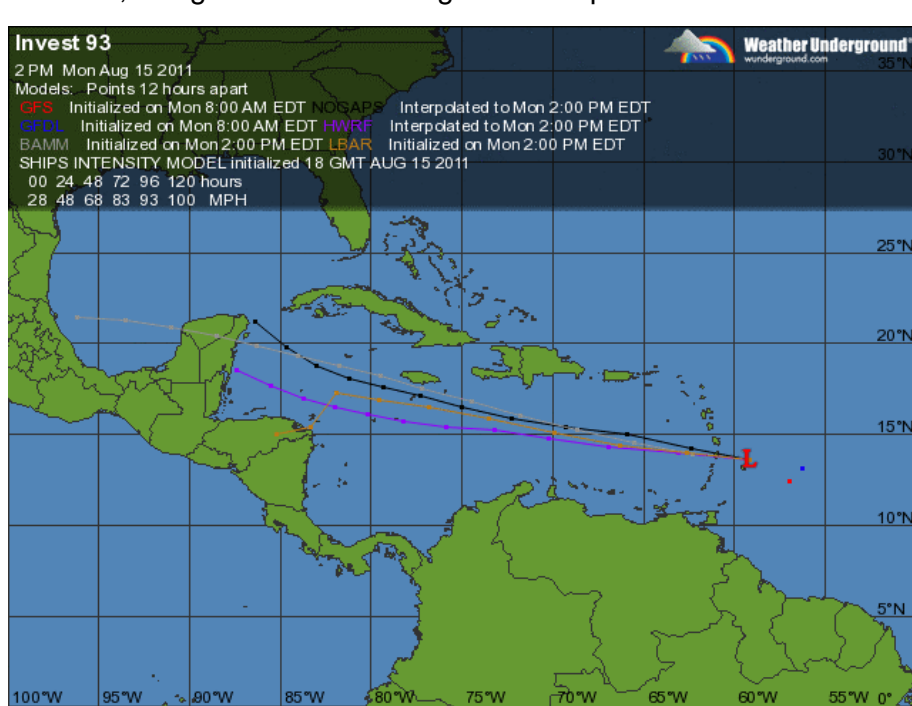 Invest 93
Weather Underground®
wunderground.com
2 PM Mon Aug 15 2011
Models: Points 12 hours apart
GFS Initialized on Mon 8:00 AM EDT NOGAPS Interpolated to Mon 2:00 PM EDT
GFDL Initialized on Mon 8:00 AM EDT HWRF Interpolated to Mon 2:00 PM EDT
BAMM Initialized on Mon 2:00 PM EDT LBAR Initialized on Mon 2:00 PM EDT
SHIPS INTENSITY MODEL initialized 18 GMT AUG 15 2011
00 24 48 72 96 120 hours
28 48 68 83 93 100 MPH
35°N
30°N
25°N
20°N
15°N
L
10°N
5°N
100°W 95°W 90°W 85°W 80°W 75°W 70°W 65°W 60°W 55°W 0°